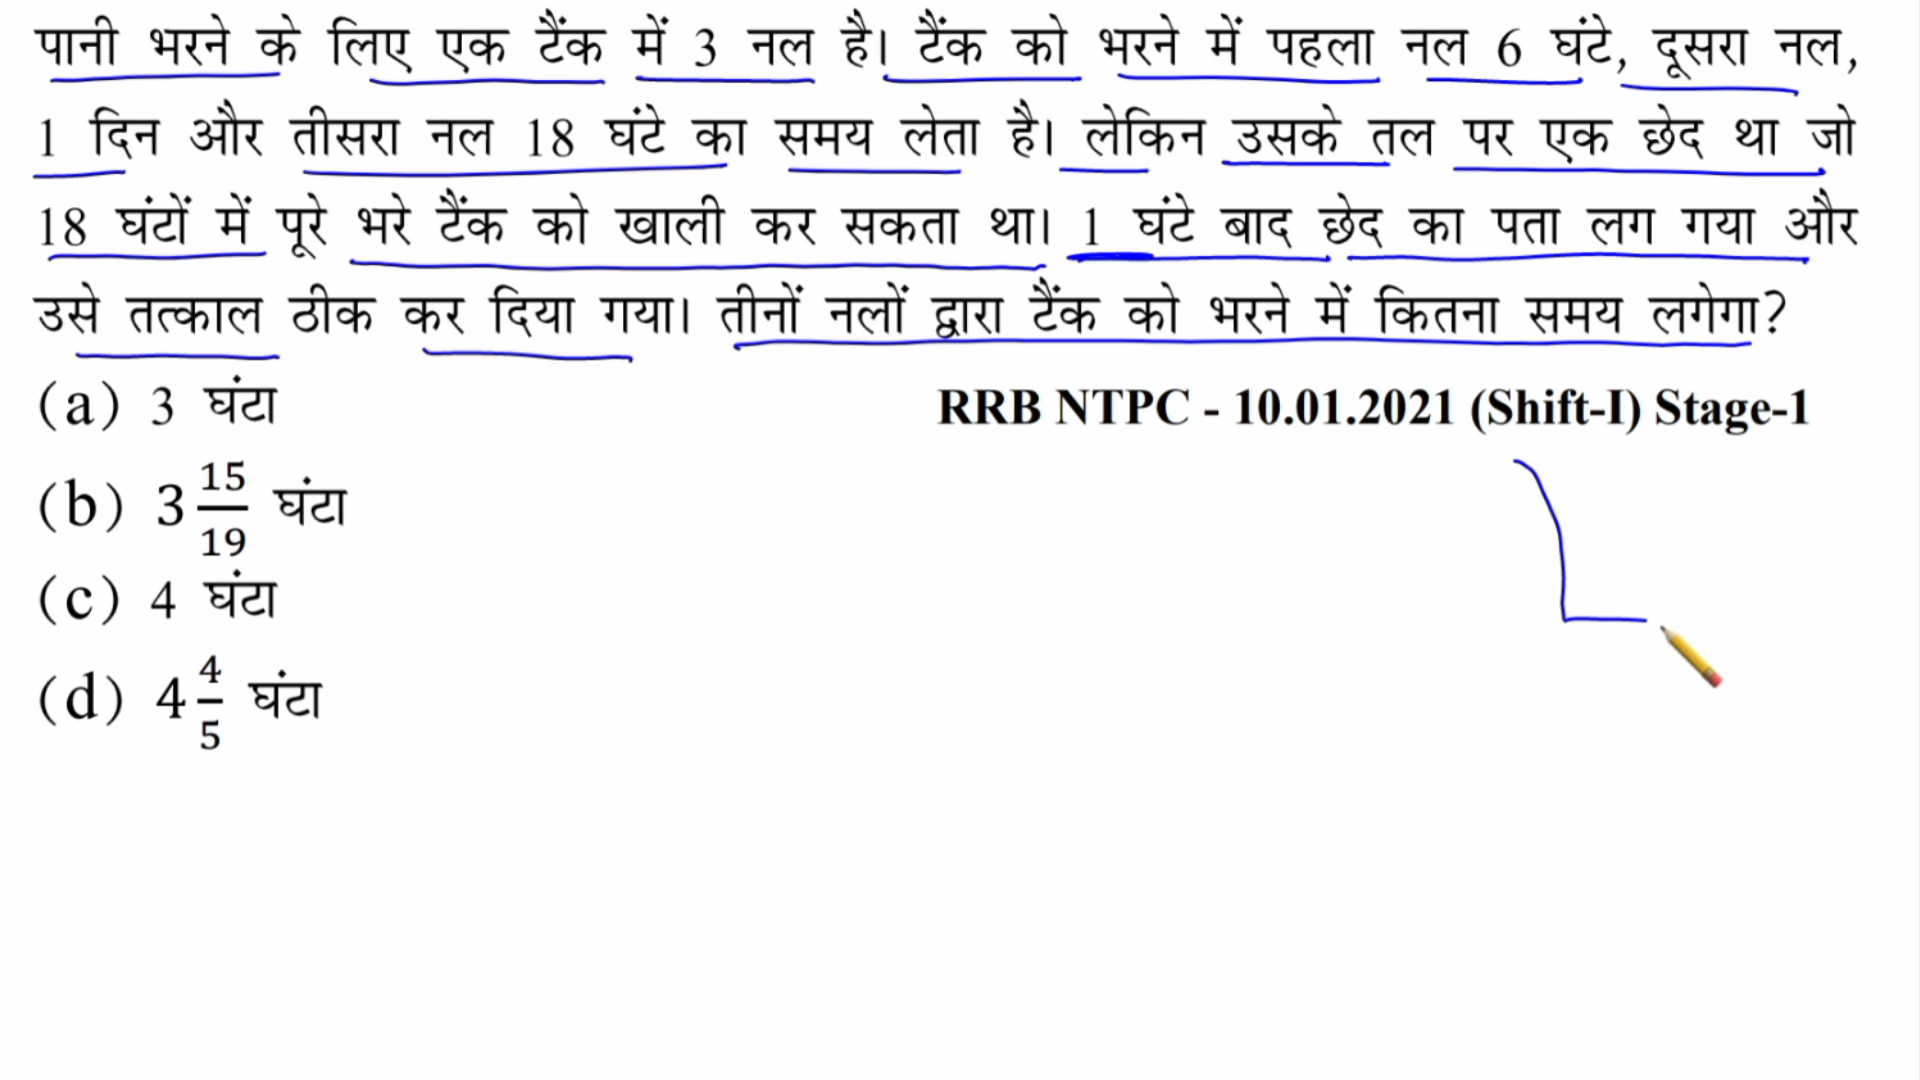 पानी भरने के लिए एक टैंक में 3 नल है। टैंक को भरने में पहला नल 6 घंटे, दूसरा नल,
1 दिन और तीसरा नल 18 घंटे का समय लेता है। लेकिन उसके तल पर एक छेद था जो
18 घंटों में पूरे भरे टैंक को खाली कर सकता था। 1 घंटे बाद छेद का पता लग गया और
उसे तत्काल ठीक कर दिया गया। तीनों नलों द्वारा टैंक को भरने में कितना समय लगेगा?
(a) 3 घंटा
RRB NTPC - 10.01.2021 (Shift-I) Stage-1
(b) 3 15/19 घंटा
(c) 4 घंटा
(d) 4 4/5 घंटा